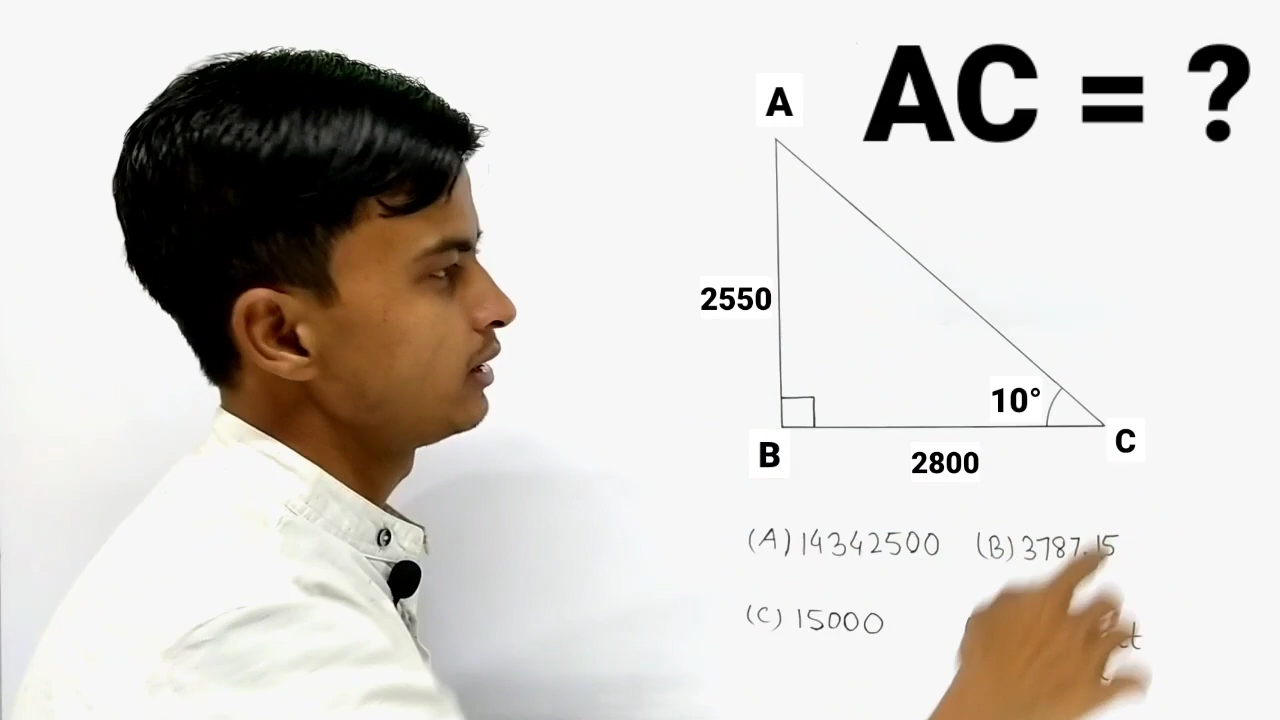 AC = ?
A
2550
10°
B
C
2800
(A) 14342500 (B) 3787.15
(C) 15000